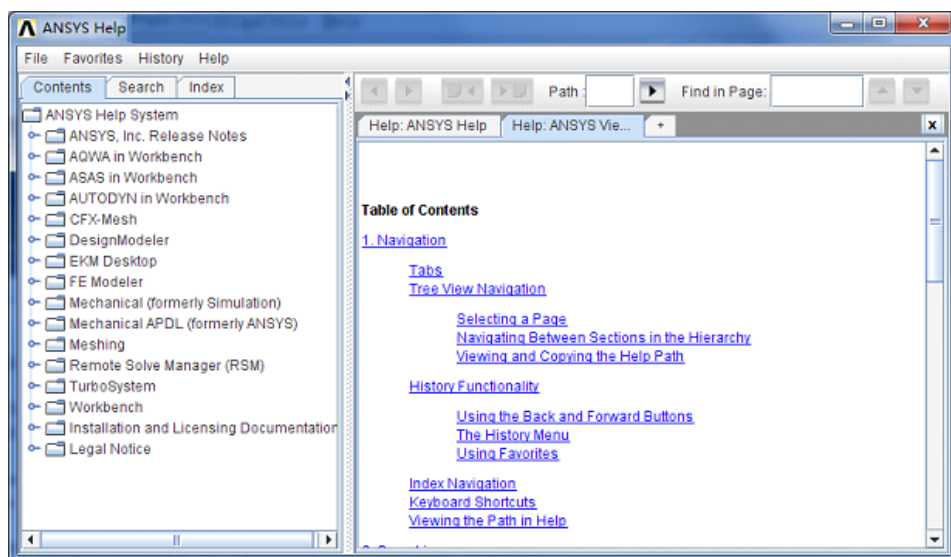 ANSYS Help
File Favorites History Help
Contents Search Index
Path : Find in Page:
ANSYS Help System
ANSYS, Inc. Release Notes
AQWA in Workbench
ASAS in Workbench
AUTODYN in Workbench
CFX-Mesh
DesignModeler
EKM Desktop
FE Modeler
Mechanical (formerly Simulation)
Mechanical APDL (formerly ANSYS)
Meshing
Remote Solve Manager (RSM)
TurboSystem
Workbench
Installation and Licensing Documentation
Legal Notice
Help: ANSYS Help Help: ANSYS Vie... +
Table of Contents
1. Navigation
Tabs
Tree View Navigation
Selecting a Page
Navigating Between Sections in the Hierarchy
Viewing and Copying the Help Path
History Functionality
Using the Back and Forward Buttons
The History Menu
Using Favorites
Index Navigation
Keyboard Shortcuts
Viewing the Path in Help